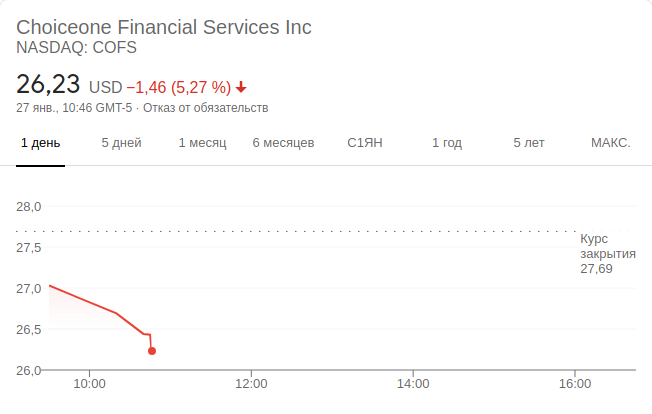 Choiceone Financial Services Inc
NASDAQ: COFS
26,23 USD −1,46 (5,27 %)
27 янв., 10:46 GMT-5 · Отказ от обязательств
1 день 5 дней 1 месяц 6 месяцев С1ЯН 1 год 5 лет МАКС.
28,0
Курс
закрытия
27,69
27,5
27,0
26,5
26,0
10:00 12:00 14:00 16:00